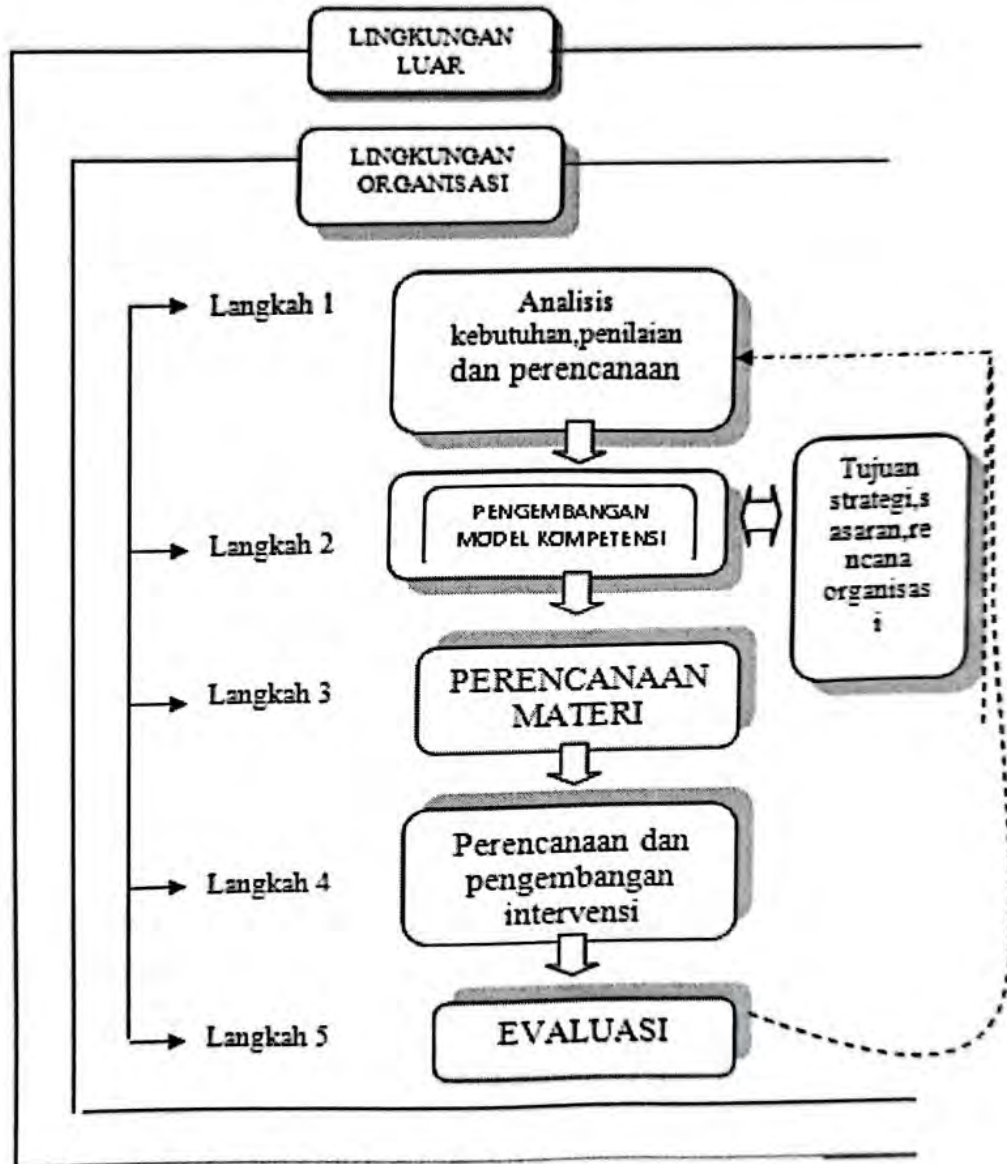 LINGKUNGAN
LUAR
LINGKUNGAN
ORGANISASI
Langkah 1
Analisis
kebutuhan,penilaian
dan perencanaan
Langkah 2
PENGEMBANGAN
MODEL KOMPETENSI
Tujuan
strategi,s
asaran,re
ncana
organisas
i
Langkah 3
PERENCANAAN
MATERI
Langkah 4
Perencanaan dan
pengembangan
intervensi
Langkah 5
EVALUASI